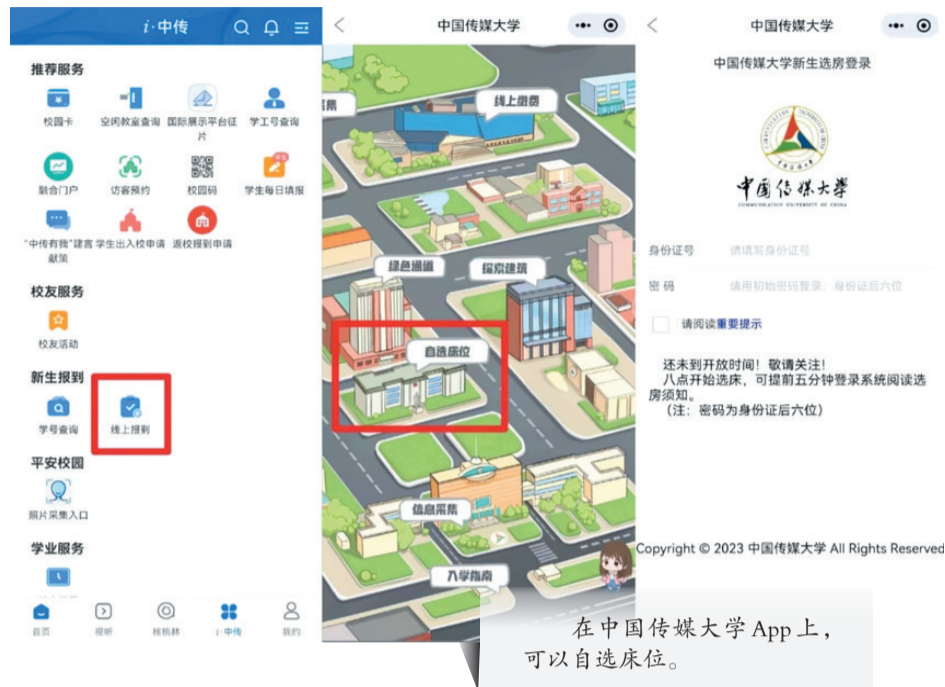 i·中传
推荐服务
校园卡
空闲教室查询
国际展示平台征
片
学工号查询
融合门户
访客预约
校园码
学生每日填报
"中传有我"建言
献策
学生出入校申请
返校报到申请
校友服务
校友活动
新生报到
学号查询
线上报到
平安校园
照片采集入口
学业服务
首页
视听
核桃林
i·中传
我的
中国传媒大学
线上缴费
绿色通道
探索建筑
自选床位
信息采集
入学指南
中国传媒大学
中国传媒大学新生选房登录
中国传媒大学
COMMUNICATION UNIVERSITY OF CHINA
身份证号
请填写身份证号
密码
请用初始密码登录：身份证后六位
请阅读重要提示
还未到开放时间！敬请关注！
八点开始选床，可提前五分钟登录系统阅读选
房须知。
（注：密码为身份证后六位）
Copyright © 2023 中国传媒大学 All Rights Reserved
在中国传媒大学App上，
可以自选床位。